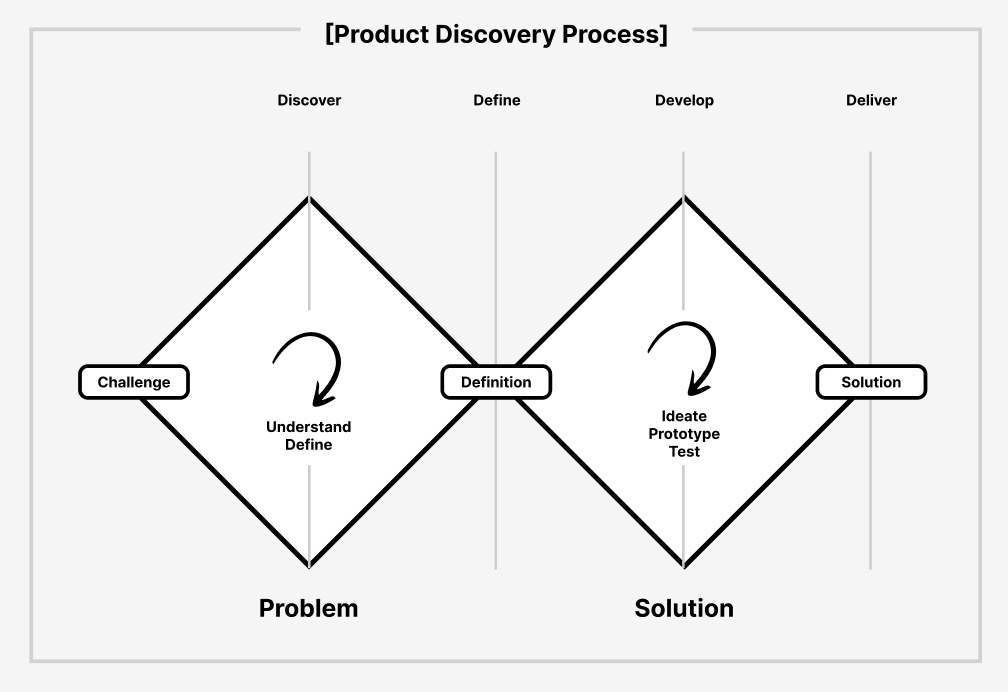 [Product Discovery Process]
Discover
Define
Develop
Deliver
Challenge
Definition
Solution
Understand
Define
Ideate
Prototype
Test
Problem
Solution